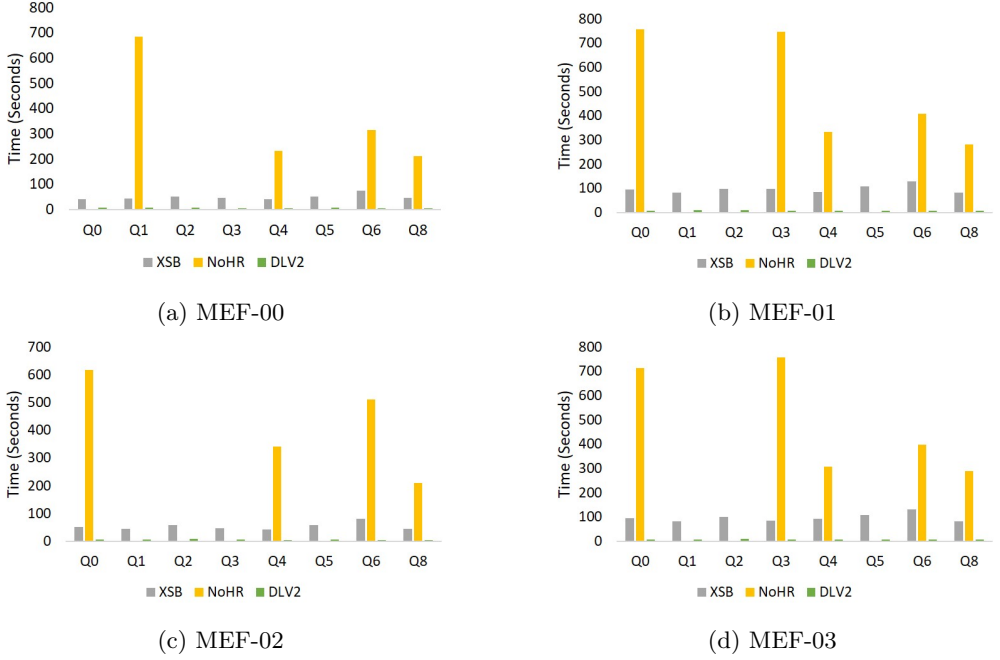 800
700
600
500
400
300
200
100
0
Time (Seconds)
Q0 Q1 Q2 Q3 Q4 Q5 Q6 Q8
XSB NoHR DLV2
(a) MEF-00
800
700
600
500
400
300
200
100
0
Time (Seconds)
Q0 Q1 Q2 Q3 Q4 Q5 Q6 Q8
XSB NoHR DLV2
(b) MEF-01
700
600
500
400
300
200
100
0
Time (Seconds)
Q0 Q1 Q2 Q3 Q4 Q5 Q6 Q8
XSB NoHR DLV2
(c) MEF-02
800
700
600
500
400
300
200
100
0
Time (Seconds)
Q0 Q1 Q2 Q3 Q4 Q5 Q6 Q8
XSB NoHR DLV2
(d) MEF-03